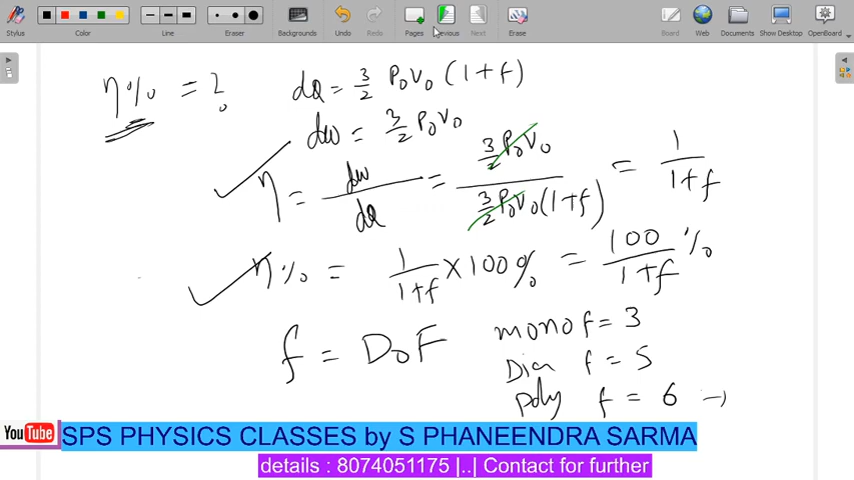 Stylus Color Line Eraser Backgrounds Undo Redo Pages Previous Next Erase Board Web Documents Show Desktop OpenBoard
η% = ? dQ = 3/2 P₀V₀ (1+f)
dw = 3/2 P₀V₀
η = dw/dQ = (3/2 P₀V₀)/(3/2 P₀V₀(1+f)) = 1/(1+f)
η% = 1/(1+f) × 100% = 100/(1+f) %
f = DoF mono f = 3
Dia f = 5
poly f = 6 →
YouTube SPS PHYSICS CLASSES by S PHANEENDRA SARMA
details : 8074051175 |..| Contact for further